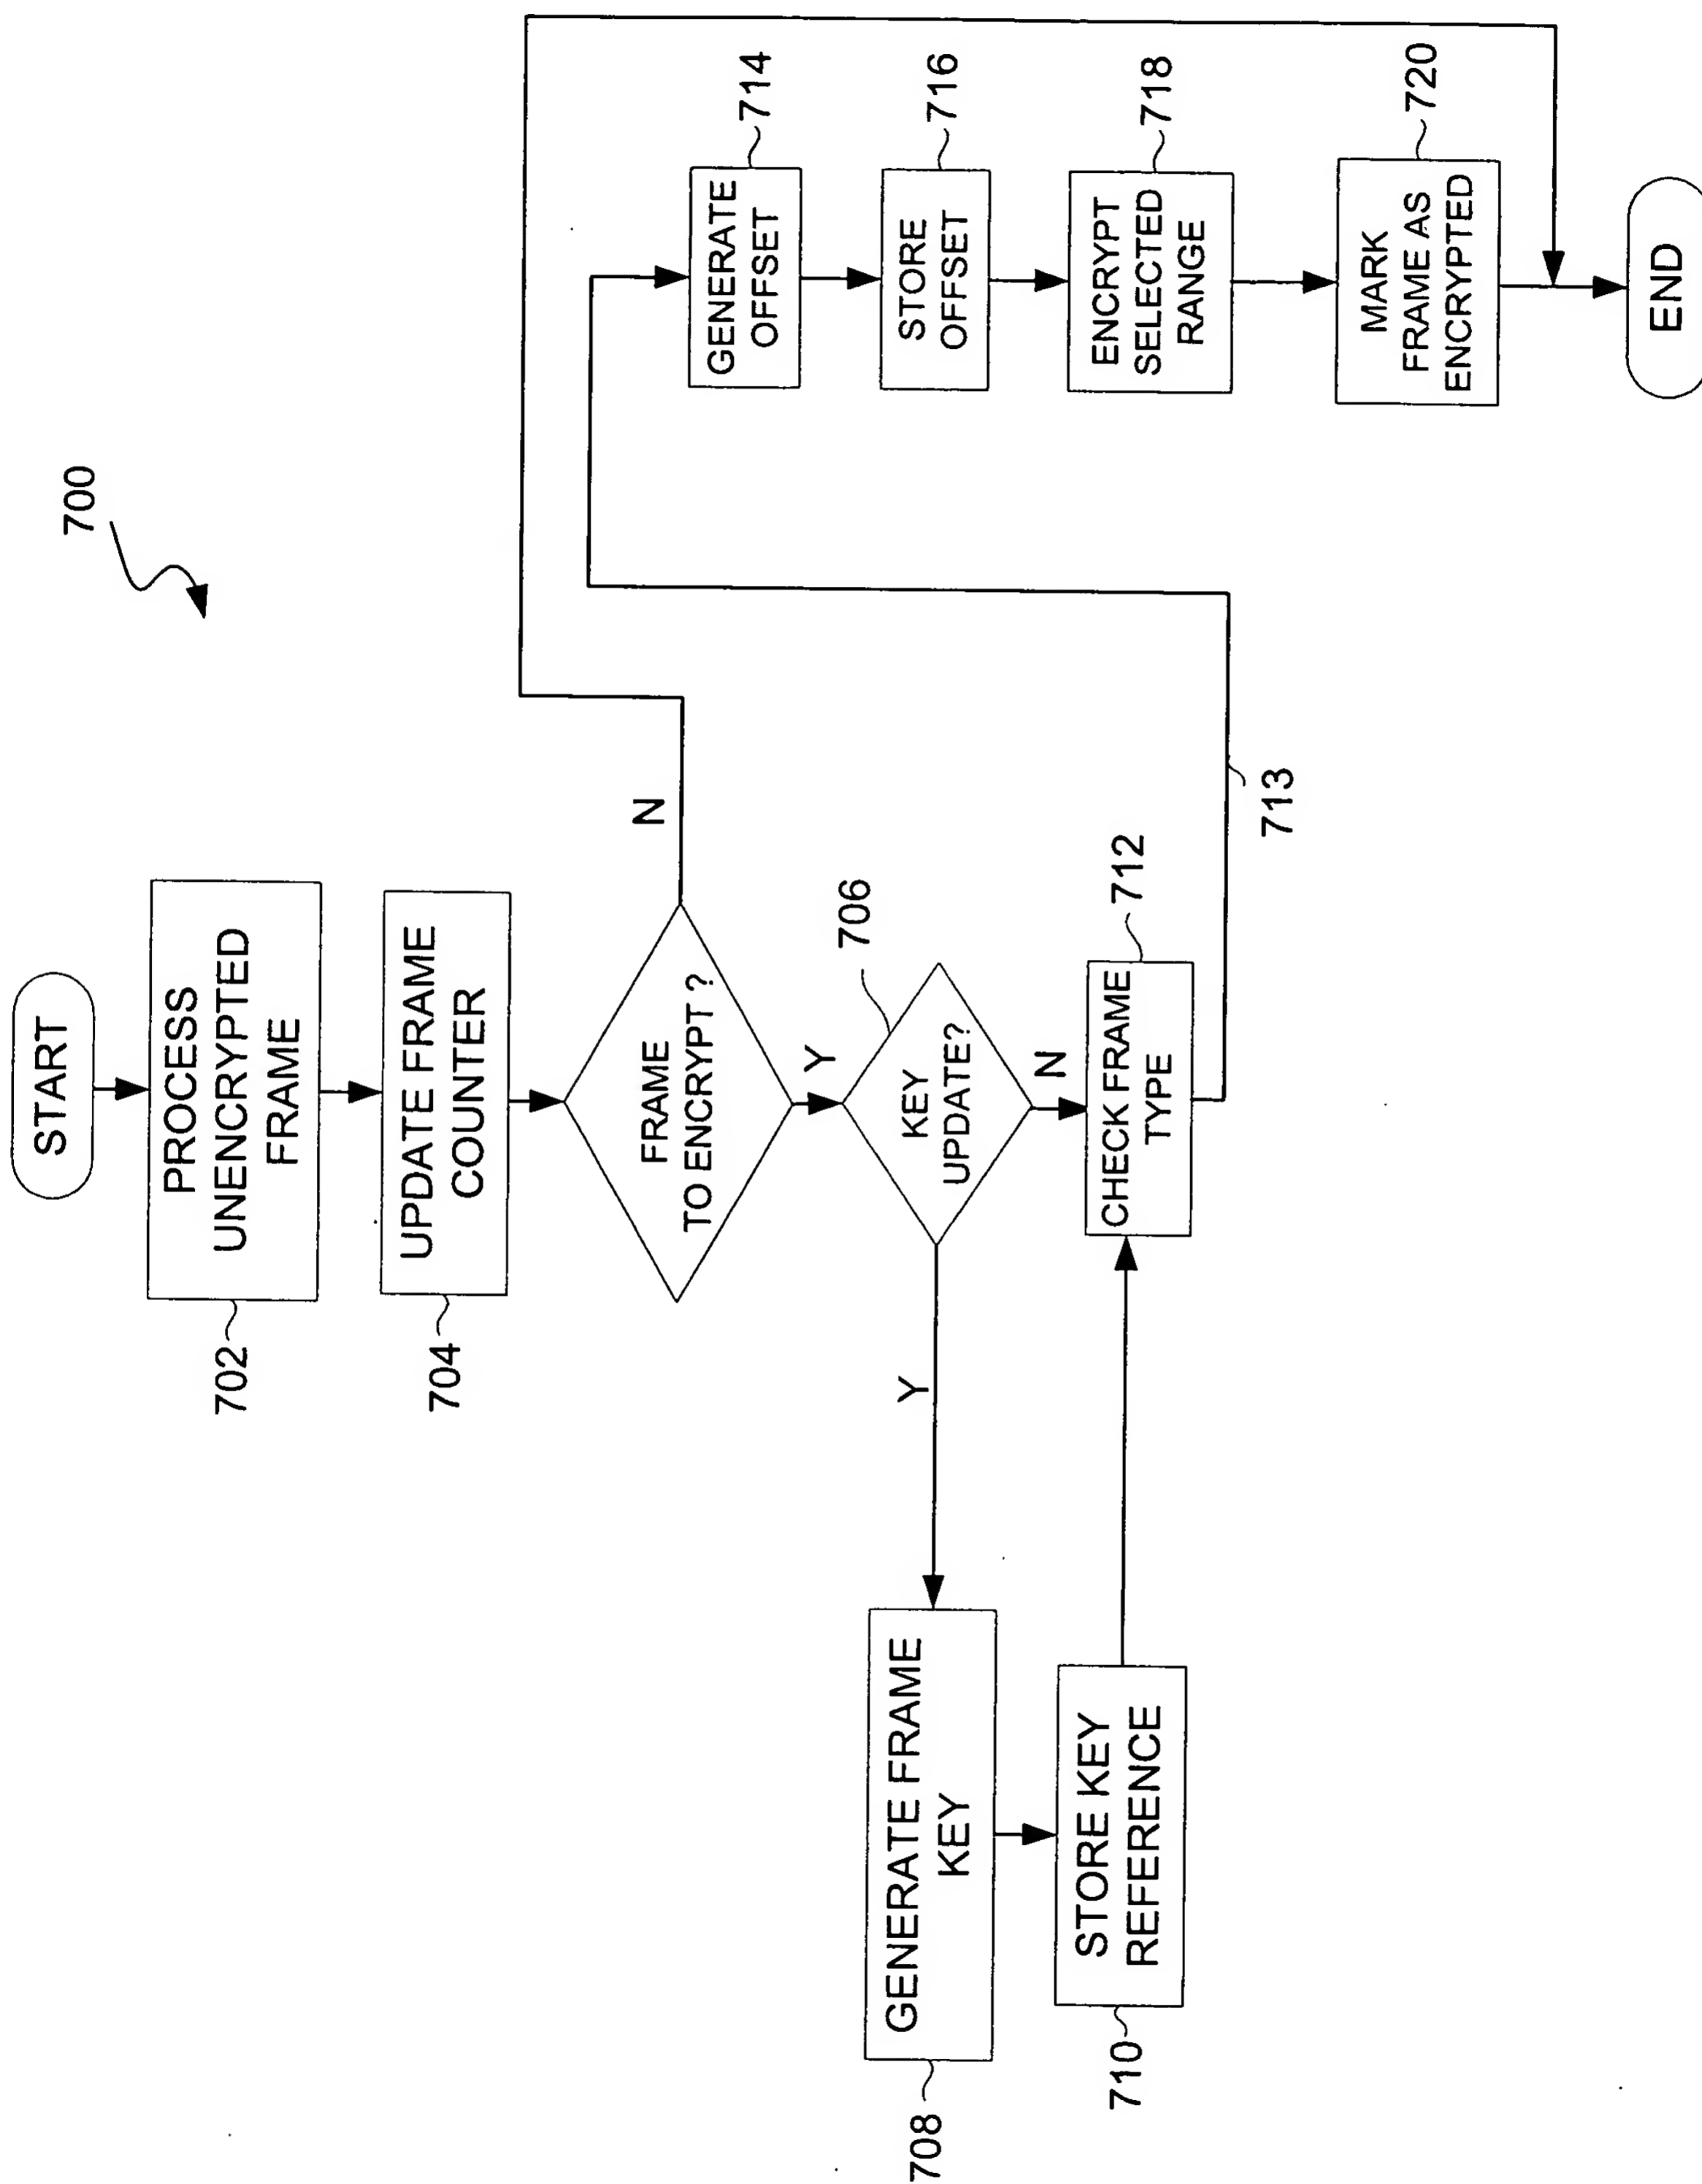 700
START
PROCESS
UNENCRYPTED
FRAME
702
UPDATE FRAME
COUNTER
704
FRAME
TO ENCRYPT ?
N
Y
KEY
UPDATE?
706
Y
N
GENERATE FRAME
KEY
708
STORE KEY
REFERENCE
710
CHECK FRAME
TYPE
712
713
GENERATE
OFFSET
714
STORE
OFFSET
716
ENCRYPT
SELECTED
RANGE
718
MARK
FRAME AS
ENCRYPTED
720
END